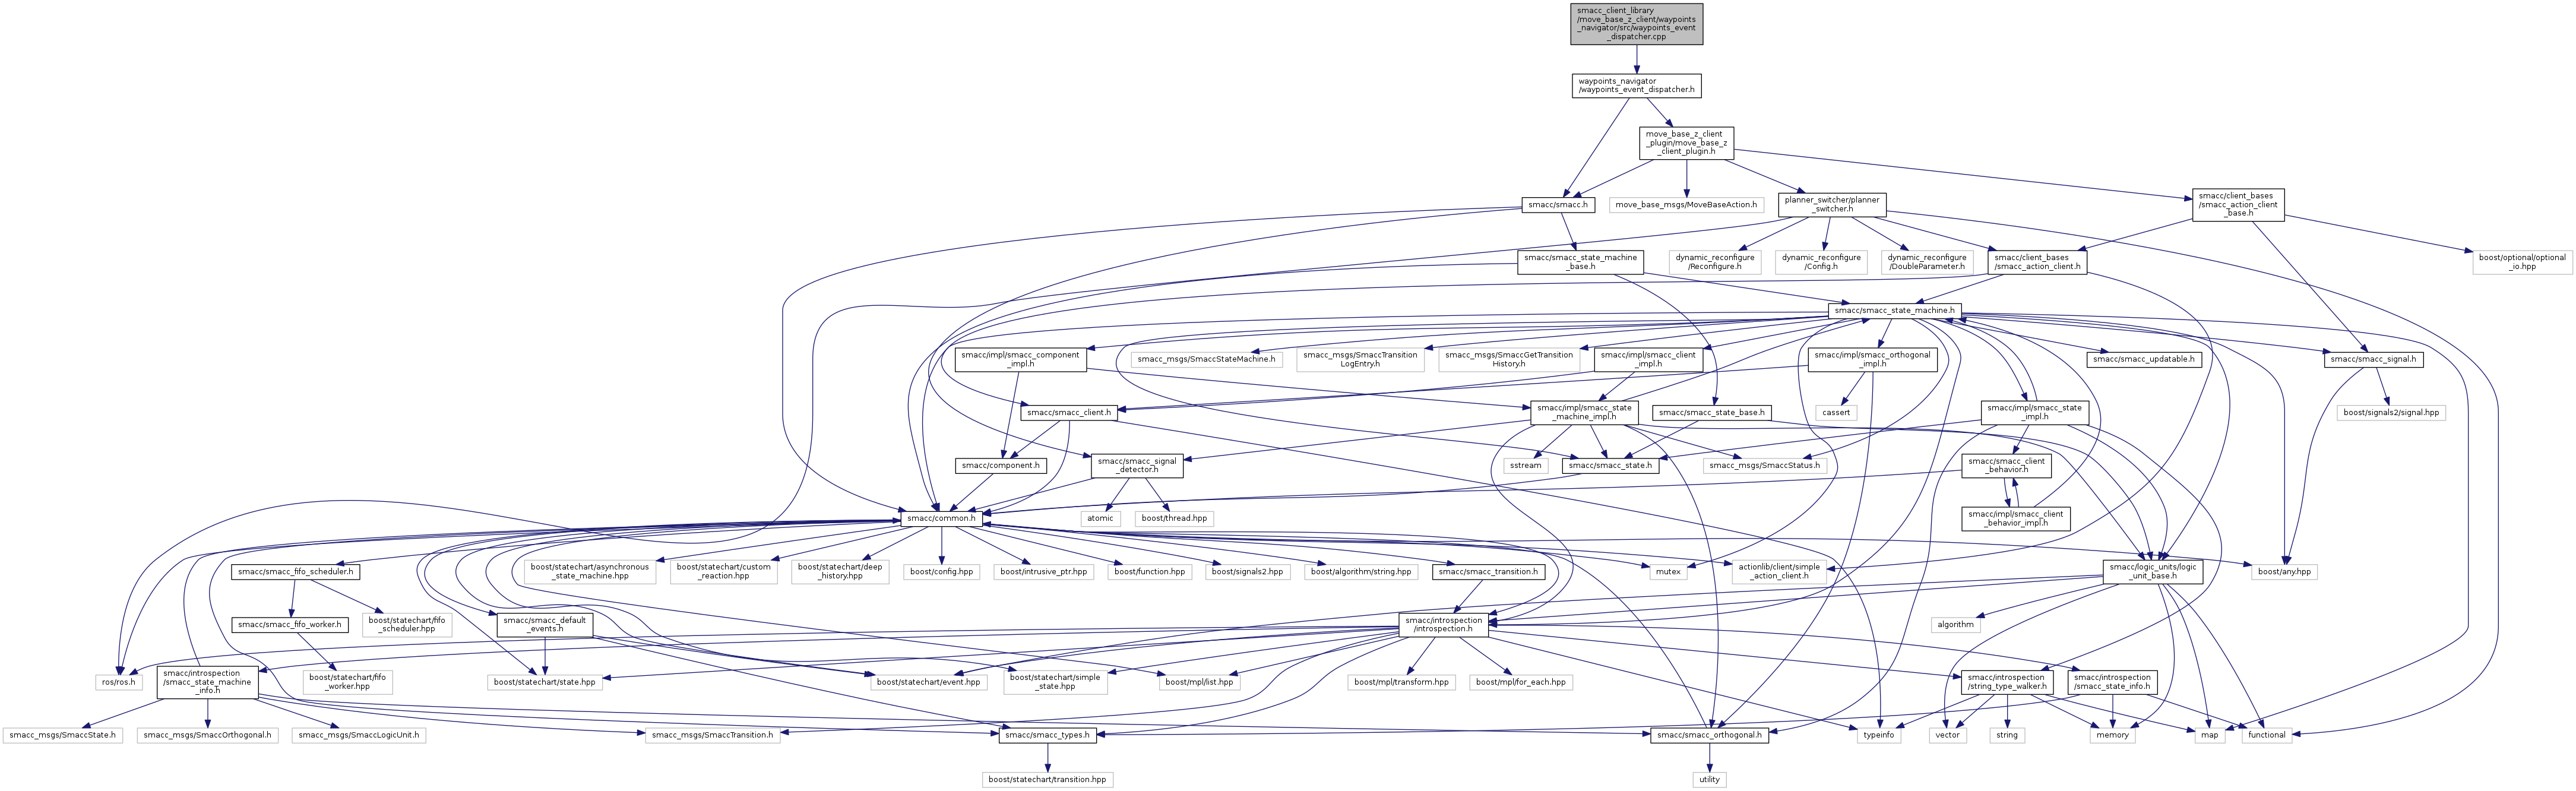 smacc_client_library
/move_base_z_client/waypoints
_navigator/src/waypoints_event
_dispatcher.cpp
waypoints_navigator
/waypoints_event_dispatcher.h
move_base_z_client
_plugin/move_base_z
_client_plugin.h
smacc/smacc.h
move_base_msgs/MoveBaseAction.h
planner_switcher/planner
_switcher.h
smacc/client_bases
/smacc_action_client
_base.h
smacc/smacc_state_machine
_base.h
dynamic_reconfigure
/Reconfigure.h
dynamic_reconfigure
/Config.h
dynamic_reconfigure
/DoubleParameter.h
smacc/client_bases
/smacc_action_client.h
boost/optional/optional
_io.hpp
smacc/smacc_state_machine.h
smacc/impl/smacc_component
_impl.h
smacc_msgs/SmaccStateMachine.h
smacc_msgs/SmaccTransition
LogEntry.h
smacc_msgs/SmaccGetTransition
History.h
smacc/impl/smacc_client
_impl.h
smacc/impl/smacc_orthogonal
_impl.h
smacc/smacc_updatable.h
smacc/smacc_signal.h
smacc/smacc_client.h
smacc/impl/smacc_state
_machine_impl.h
smacc/smacc_state_base.h
cassert
smacc/impl/smacc_state
_impl.h
boost/signals2/signal.hpp
smacc/component.h
smacc/smacc_signal
_detector.h
sstream
smacc/smacc_state.h
smacc_msgs/SmaccStatus.h
smacc/smacc_client
_behavior.h
smacc/common.h
atomic
boost/thread.hpp
smacc/impl/smacc_client
_behavior_impl.h
smacc/smacc_fifo_scheduler.h
boost/statechart/asynchronous
_state_machine.hpp
boost/statechart/custom
_reaction.hpp
boost/statechart/deep
_history.hpp
boost/config.hpp
boost/intrusive_ptr.hpp
boost/function.hpp
boost/signals2.hpp
boost/algorithm/string.hpp
smacc/smacc_transition.h
mutex
actionlib/client/simple
_action_client.h
smacc/logic_units/logic
_unit_base.h
boost/any.hpp
smacc/smacc_fifo_worker.h
boost/statechart/fifo
_scheduler.hpp
smacc/smacc_default
_events.h
smacc/introspection
/introspection.h
algorithm
ros/ros.h
smacc/introspection
/smacc_state_machine
_info.h
boost/statechart/fifo
_worker.hpp
boost/statechart/state.hpp
boost/statechart/event.hpp
boost/statechart/simple
_state.hpp
boost/mpl/list.hpp
boost/mpl/transform.hpp
boost/mpl/for_each.hpp
smacc/introspection
/string_type_walker.h
smacc/introspection
/smacc_state_info.h
smacc_msgs/SmaccState.h
smacc_msgs/SmaccOrthogonal.h
smacc_msgs/SmaccLogicUnit.h
smacc_msgs/SmaccTransition.h
smacc/smacc_types.h
smacc/smacc_orthogonal.h
typeinfo
vector
string
memory
map
functional
boost/statechart/transition.hpp
utility